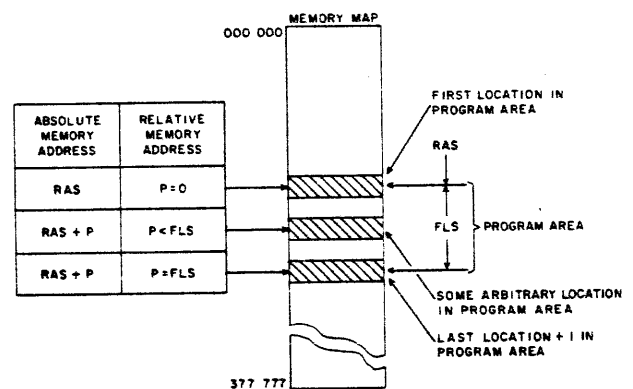 MEMORY MAP
000 000
FIRST LOCATION IN
PROGRAM AREA
ABSOLUTE
MEMORY
ADDRESS
RELATIVE
MEMORY
ADDRESS
RAS
RAS
P=0
RAS + P
P<FLS
FLS
PROGRAM AREA
RAS + P
P=FLS
SOME ARBITRARY LOCATION
IN PROGRAM AREA
LAST LOCATION + 1 IN
PROGRAM AREA
377 777